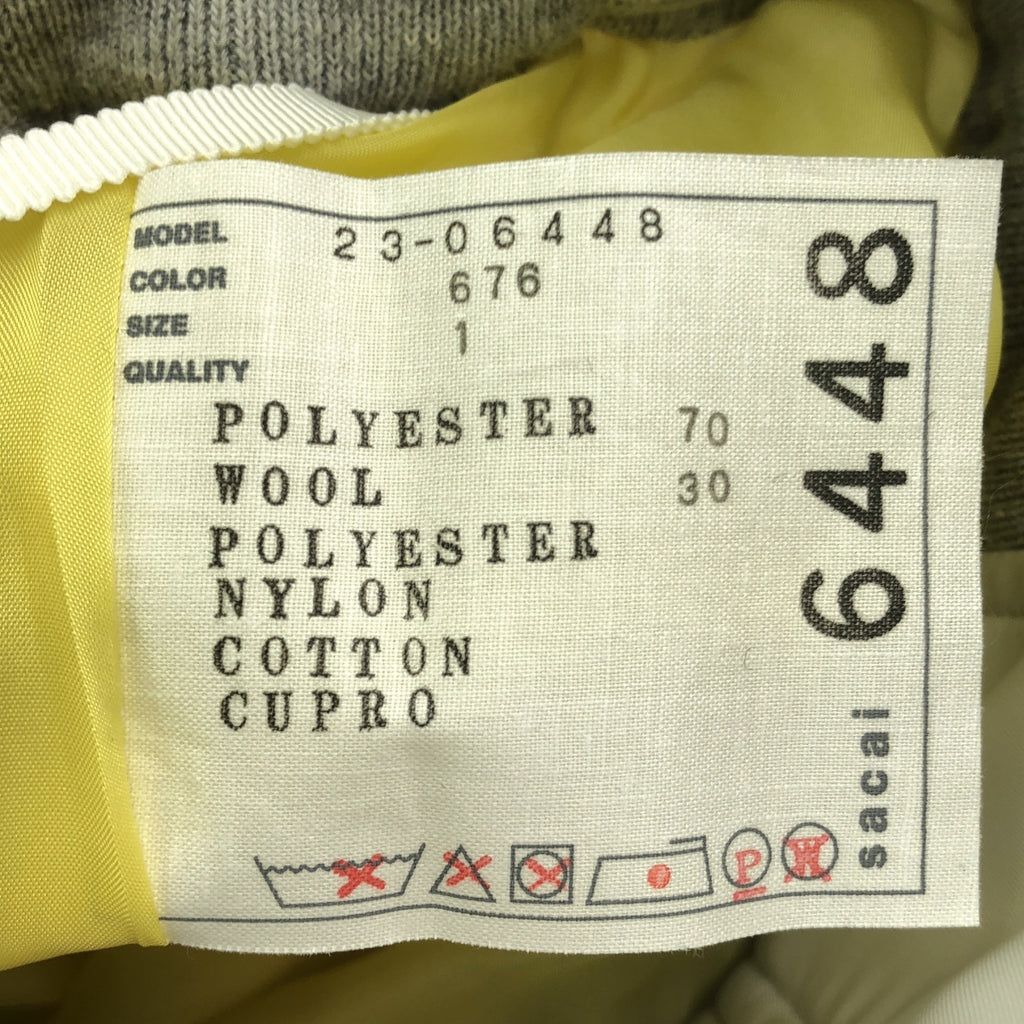 MODEL 23-06448
COLOR 676
SIZE 1
QUALITY
POLYESTER 70
WOOL 30
POLYESTER
NYLON
COTTON
CUPRO
P W
sacai 6448